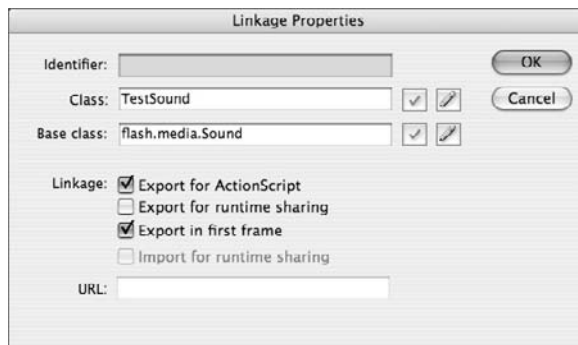 Linkage Properties
Identifier:
OK
Class: TestSound
Cancel
Base class: flash.media.Sound
Linkage: Export for ActionScript
Export for runtime sharing
Export in first frame
Import for runtime sharing
URL: